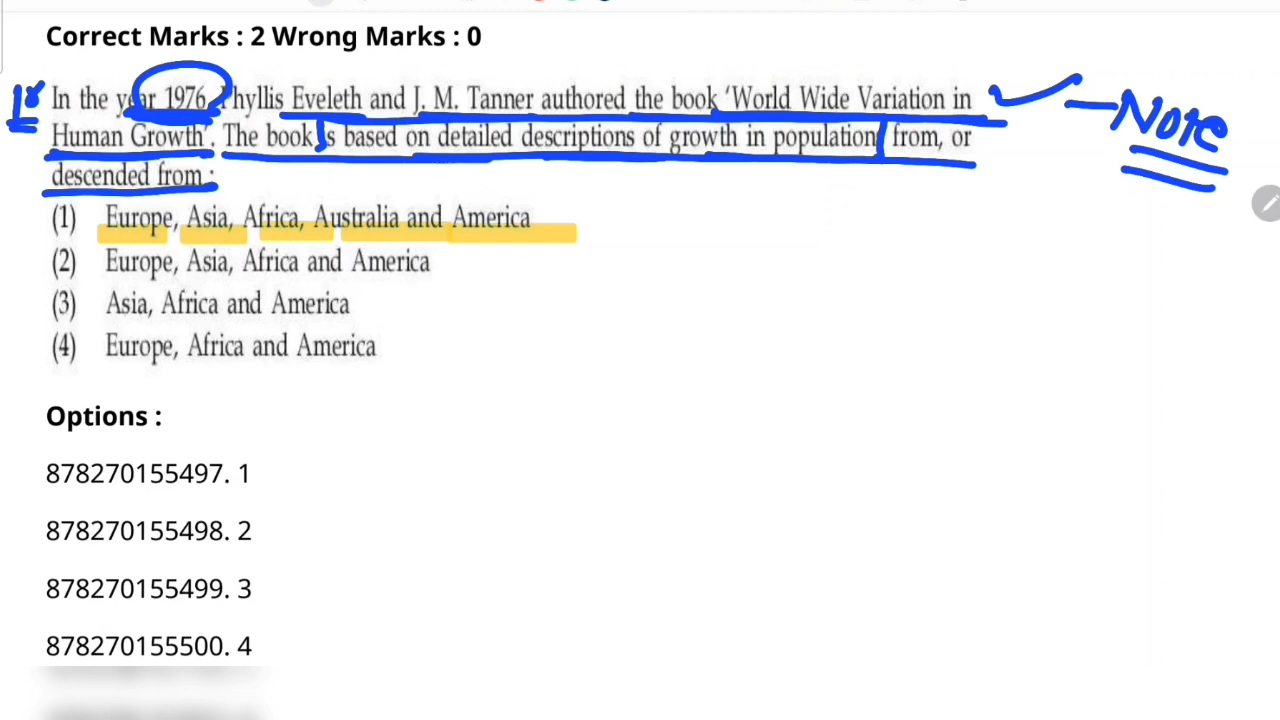 Correct Marks : 2 Wrong Marks : 0
In the year 1976, Phyllis Eveleth and J. M. Tanner authored the book ‘World Wide Variation in
Human Growth’. The book is based on detailed descriptions of growth in population from, or
descended from :
Note
(1) Europe, Asia, Africa, Australia and America
(2) Europe, Asia, Africa and America
(3) Asia, Africa and America
(4) Europe, Africa and America
Options :
878270155497. 1
878270155498. 2
878270155499. 3
878270155500. 4